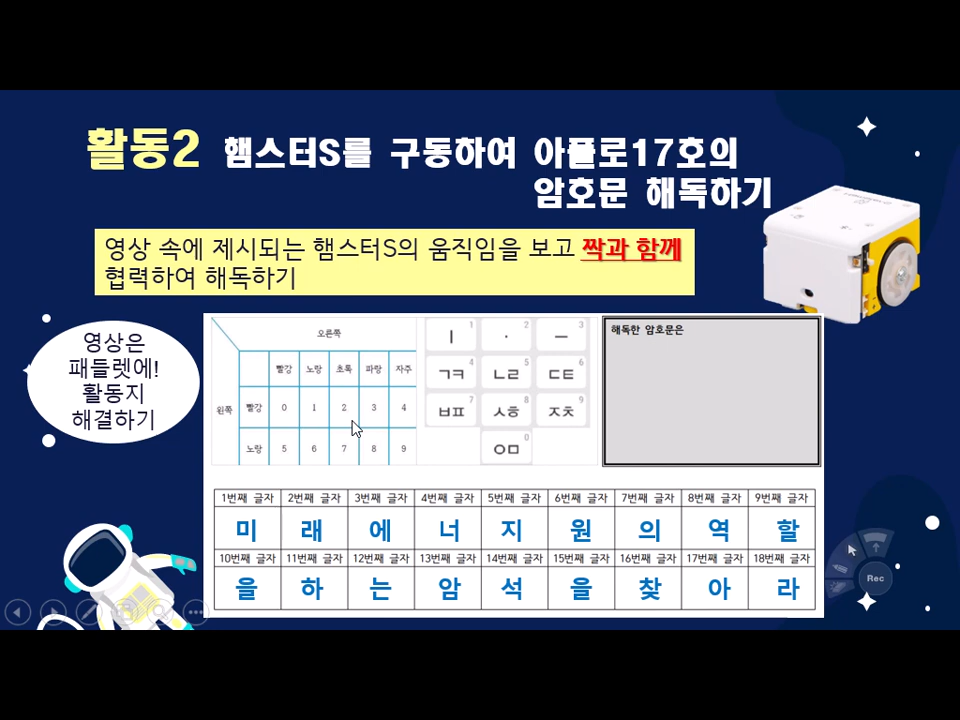 활동2 햄스터S를 구동하여 아폴로17호의
암호문 해독하기
영상 속에 제시되는 햄스터S의 움직임을 보고 짝과 함께
협력하여 해독하기
영상은
패들렛에!
활동지
해결하기
오른쪽
빨강 노랑 초록 파랑 자주
왼쪽 빨강 0 1 2 3 4
노랑 5 6 7 8 9
ㅣ 1 · 2 ㅡ 3
ㄱㅋ 4 ㄴㄹ 5 ㄷㅌ 6
ㅂㅍ 7 ㅅㅎ 8 ㅈㅊ 9
ㅇㅁ 0
해독한 암호문은
1번째 글자 2번째 글자 3번째 글자 4번째 글자 5번째 글자 6번째 글자 7번째 글자 8번째 글자 9번째 글자
미 래 에 너 지 원 의 역 할
10번째 글자 11번째 글자 12번째 글자 13번째 글자 14번째 글자 15번째 글자 16번째 글자 17번째 글자 18번째 글자
을 하 는 암 석 을 찾 아 라
Rec